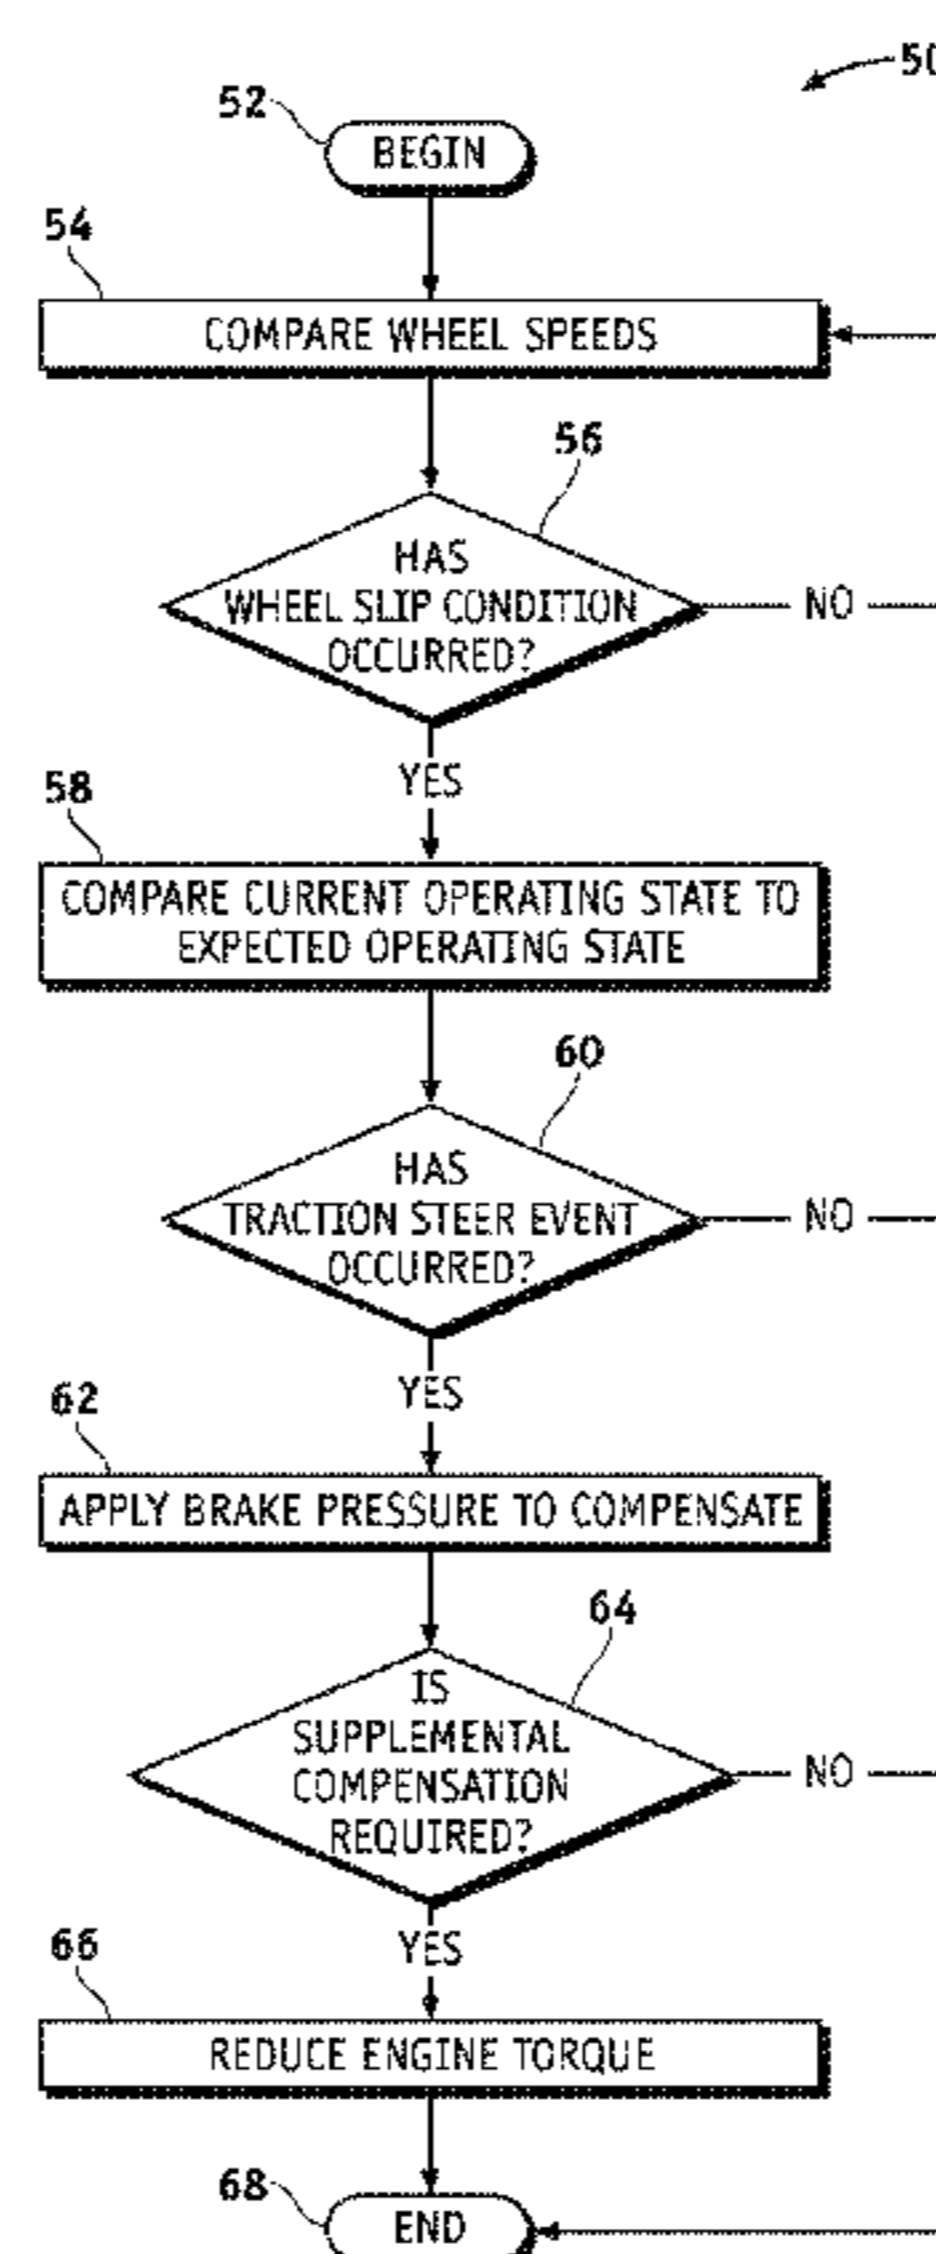 50
52
BEGIN
54
COMPARE WHEEL SPEEDS
56
HAS
WHEEL SLIP CONDITION
OCCURRED?
NO
YES
58
COMPARE CURRENT OPERATING STATE TO
EXPECTED OPERATING STATE
60
HAS
TRACTION STEER EVENT
OCCURRED?
NO
YES
62
APPLY BRAKE PRESSURE TO COMPENSATE
64
IS
SUPPLEMENTAL
COMPENSATION
REQUIRED?
NO
YES
66
REDUCE ENGINE TORQUE
68
END